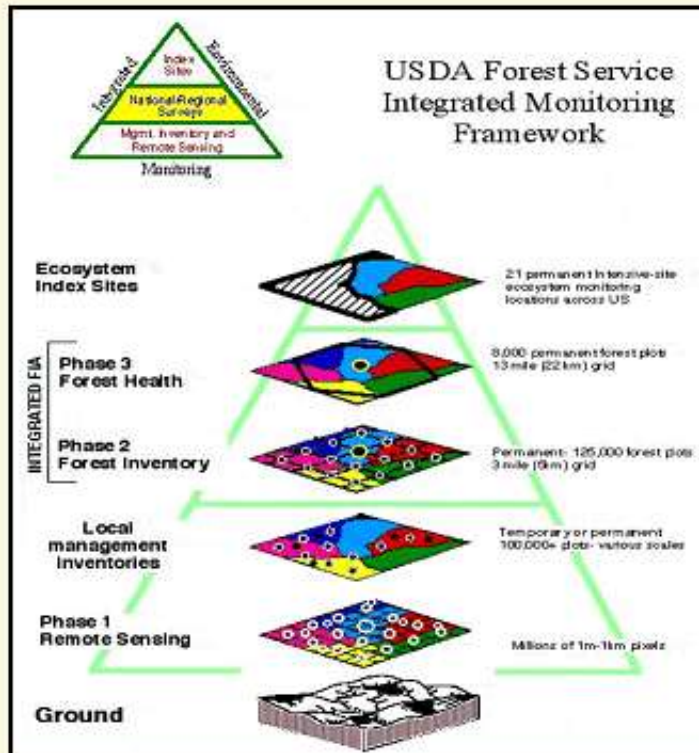 Integrated
Environmental
Index
Sites
National-Regional
Surveys
Mgmt. Inventory and
Remote Sensing
Monitoring
USDA Forest Service
Integrated Monitoring
Framework
Ecosystem
Index Sites
21 permanent Intensive-site
ecosystem monitoring
locations across US
INTEGRATED FIA
Phase 3
Forest Health
8,000 permanent forest plots
13 mile (22 km) grid
Phase 2
Forest Inventory
Permanent- 125,000 forest plots
3 mile (5km) grid
Local
management
Inventories
Temporary or permanent
100,000+ plots- various scales
Phase 1
Remote Sensing
Millions of 1m-1km pixels
Ground